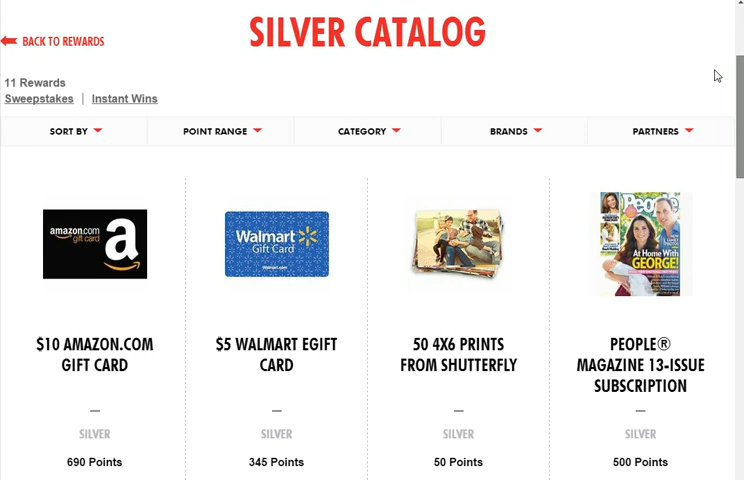 SILVER CATALOG
BACK TO REWARDS
11 Rewards
Sweepstakes | Instant Wins
SORT BY
POINT RANGE
CATEGORY
BRANDS
PARTNERS
amazon.com
gift card
a
Walmart
Gift Card
Walmart.com
People
At Home With
GEORGE!
$10 AMAZON.COM
GIFT CARD
$5 WALMART EGIFT
CARD
50 4X6 PRINTS
FROM SHUTTERFLY
PEOPLE®
MAGAZINE 13-ISSUE
SUBSCRIPTION
—
—
—
—
SILVER
SILVER
SILVER
SILVER
690 Points
345 Points
50 Points
500 Points